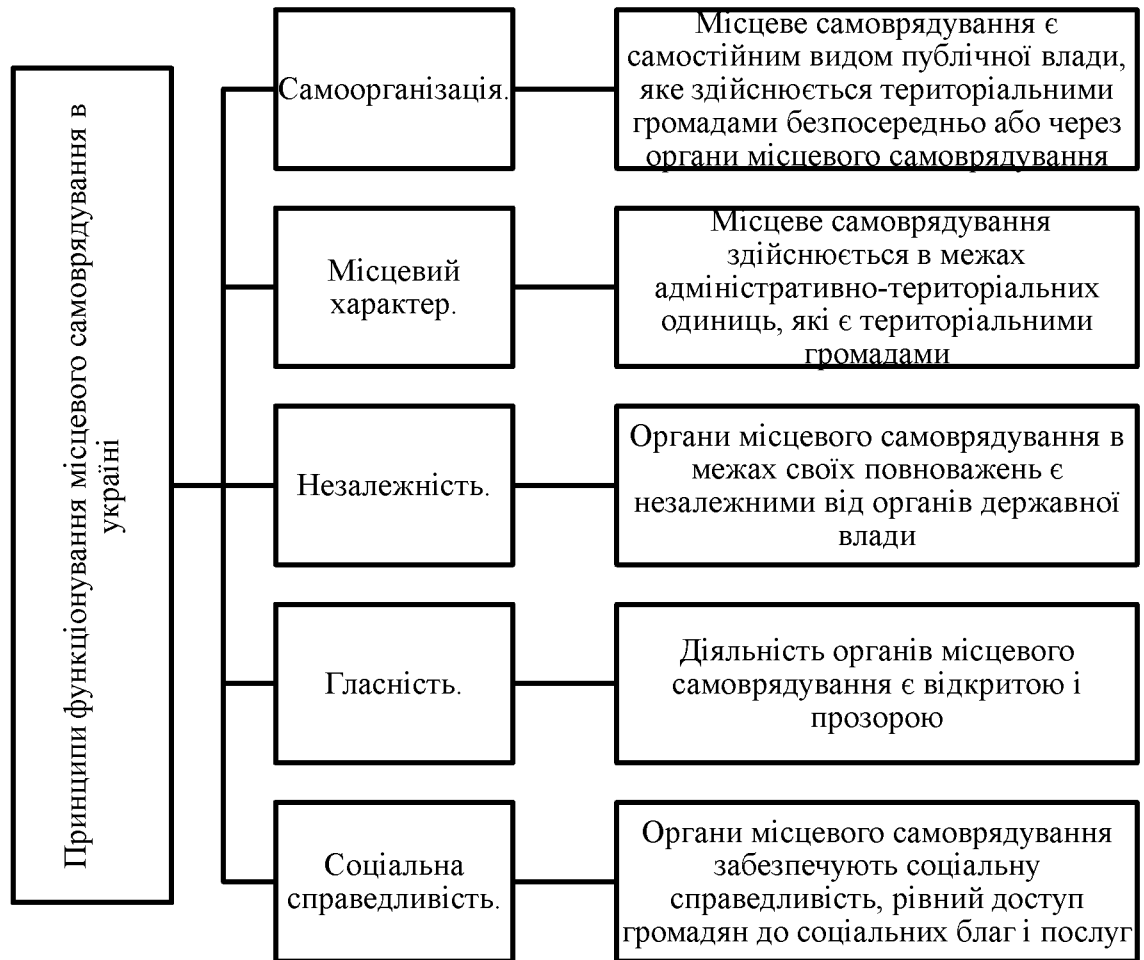 Принципи функціонування місцевого самоврядування в
україні
Самоорганізація.
Місцеве самоврядування є
самостійним видом публічної влади,
яке здійснюється територіальними
громадами безпосередньо або через
органи місцевого самоврядування
Місцевий
характер.
Місцеве самоврядування
здійснюється в межах
адміністративно-територіальних
одиниць, які є територіальними
громадами
Незалежність.
Органи місцевого самоврядування в
межах своїх повноважень є
незалежними від органів державної
влади
Гласність.
Діяльність органів місцевого
самоврядування є відкритою і
прозорою
Соціальна
справедливість.
Органи місцевого самоврядування
забезпечують соціальну
справедливість, рівний доступ
громадян до соціальних благ і послуг